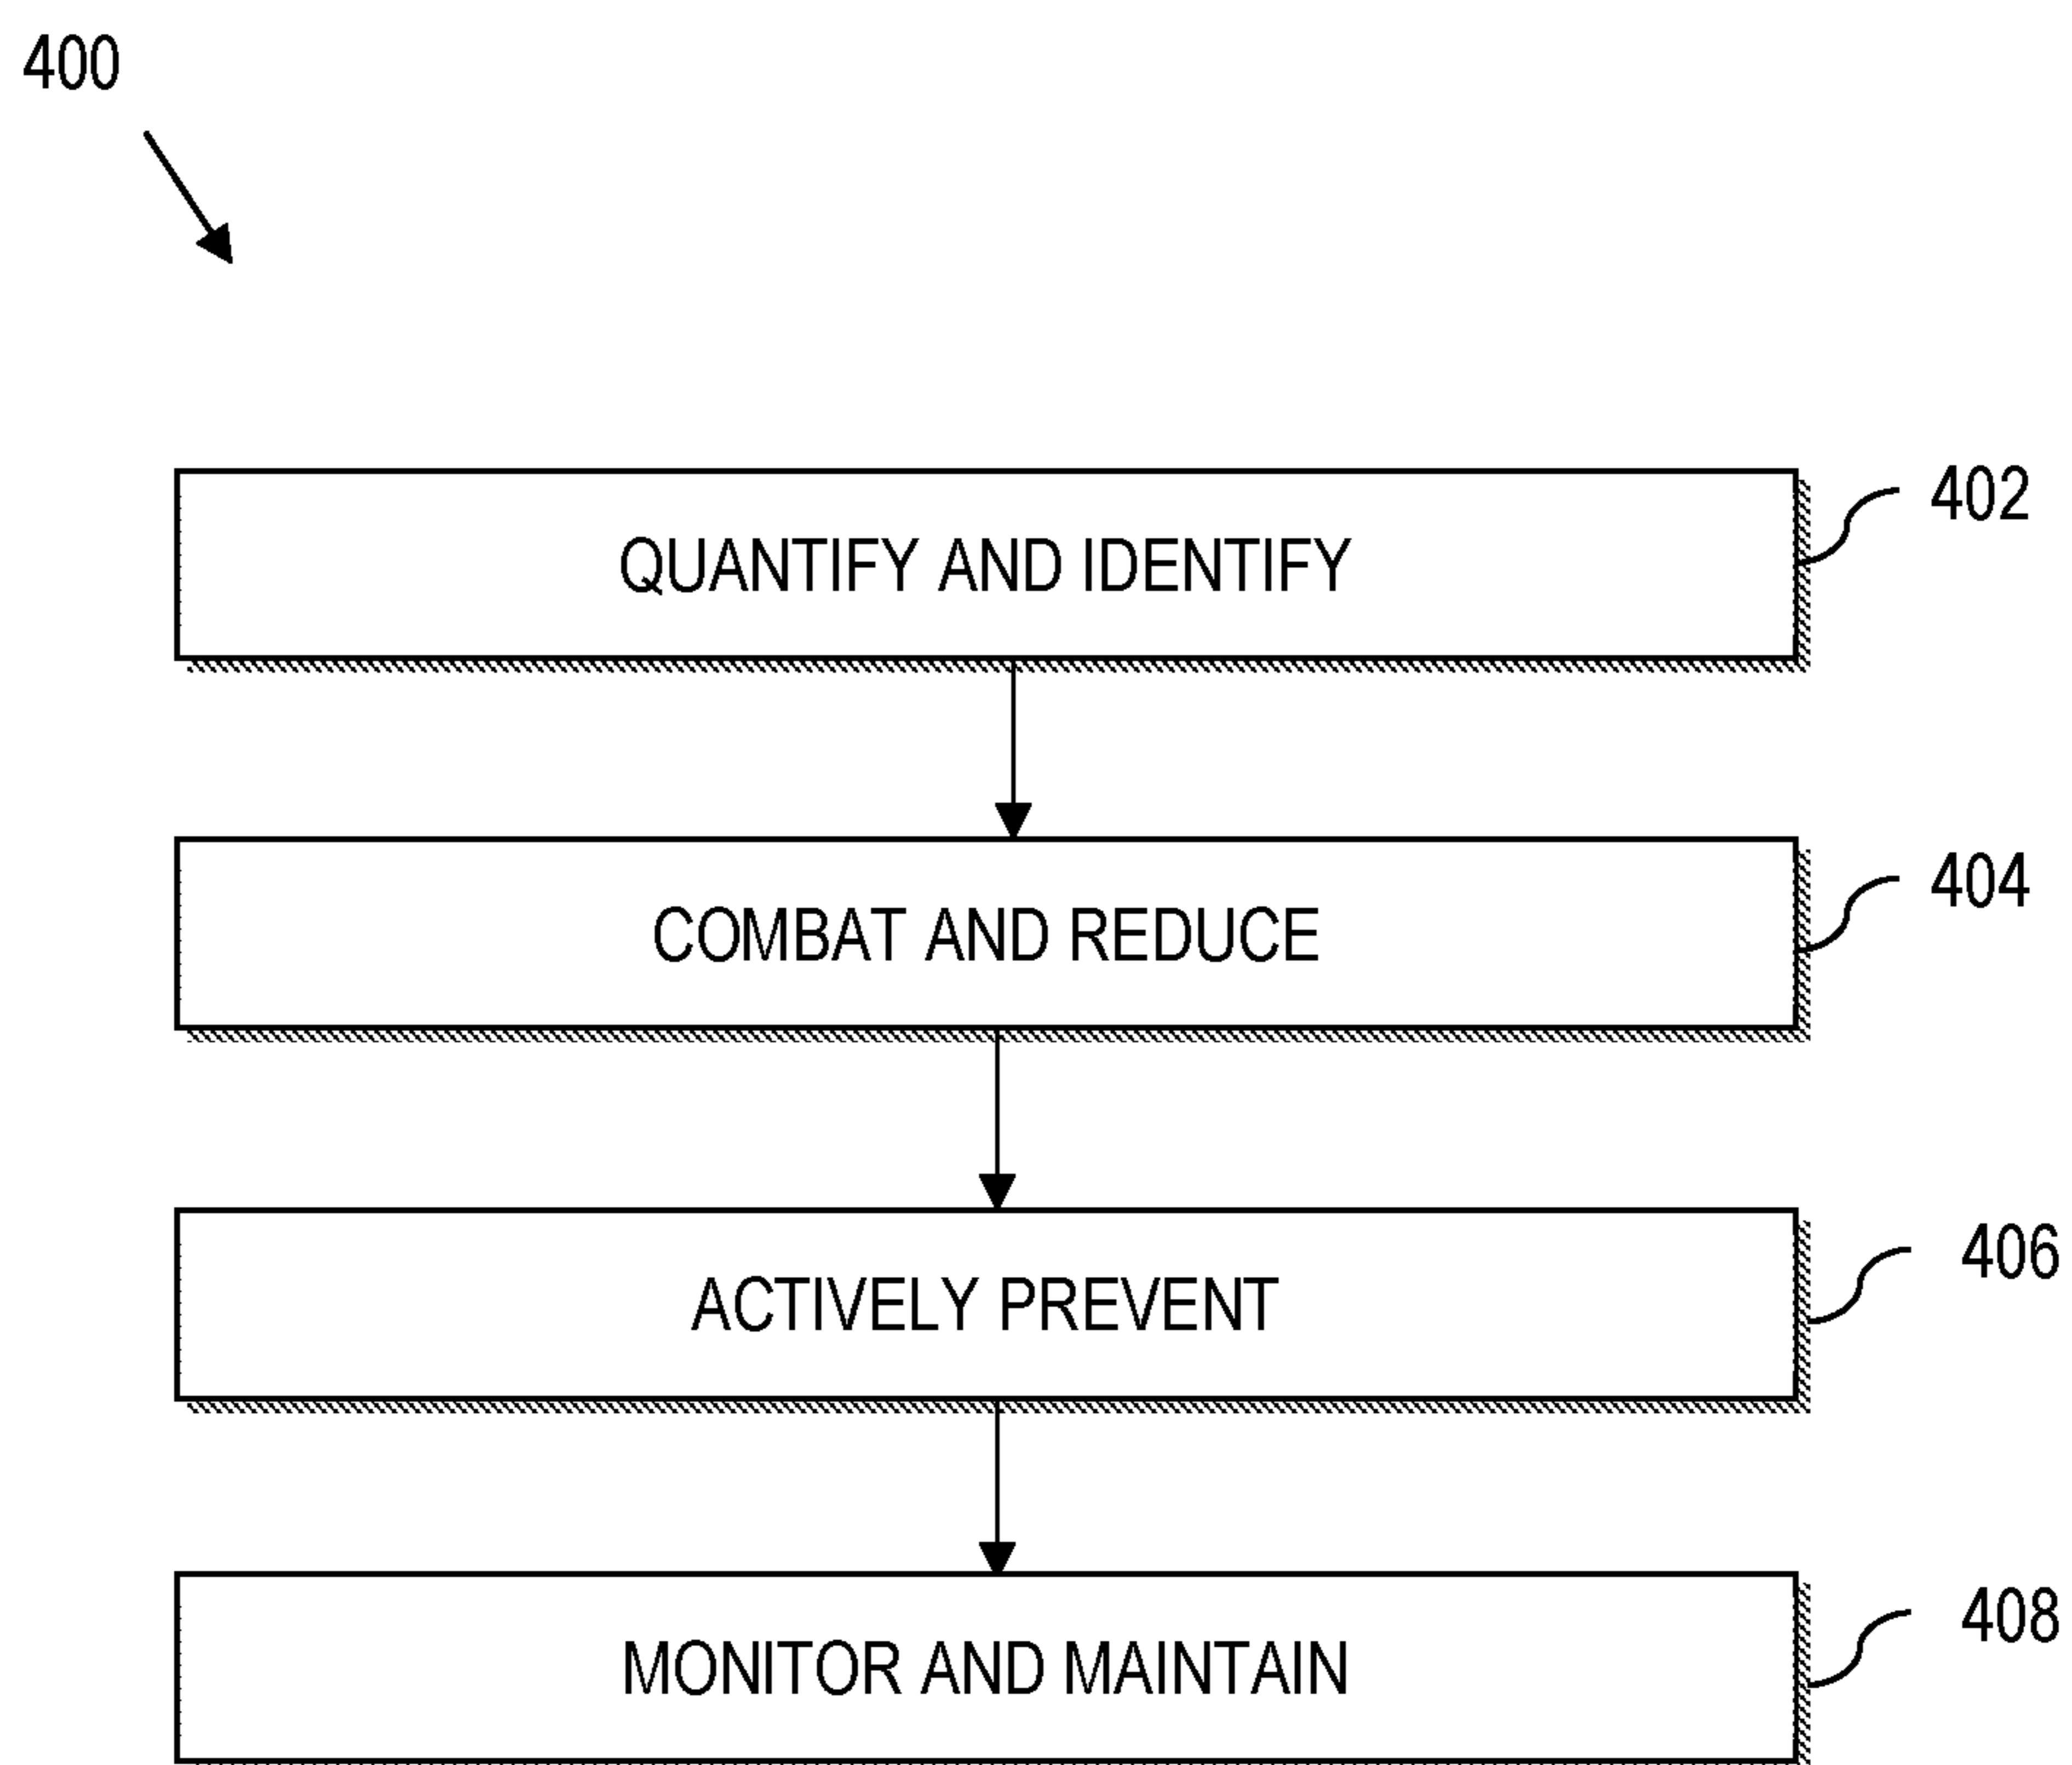 400
QUANTIFY AND IDENTIFY
402
COMBAT AND REDUCE
404
ACTIVELY PREVENT
406
MONITOR AND MAINTAIN
408